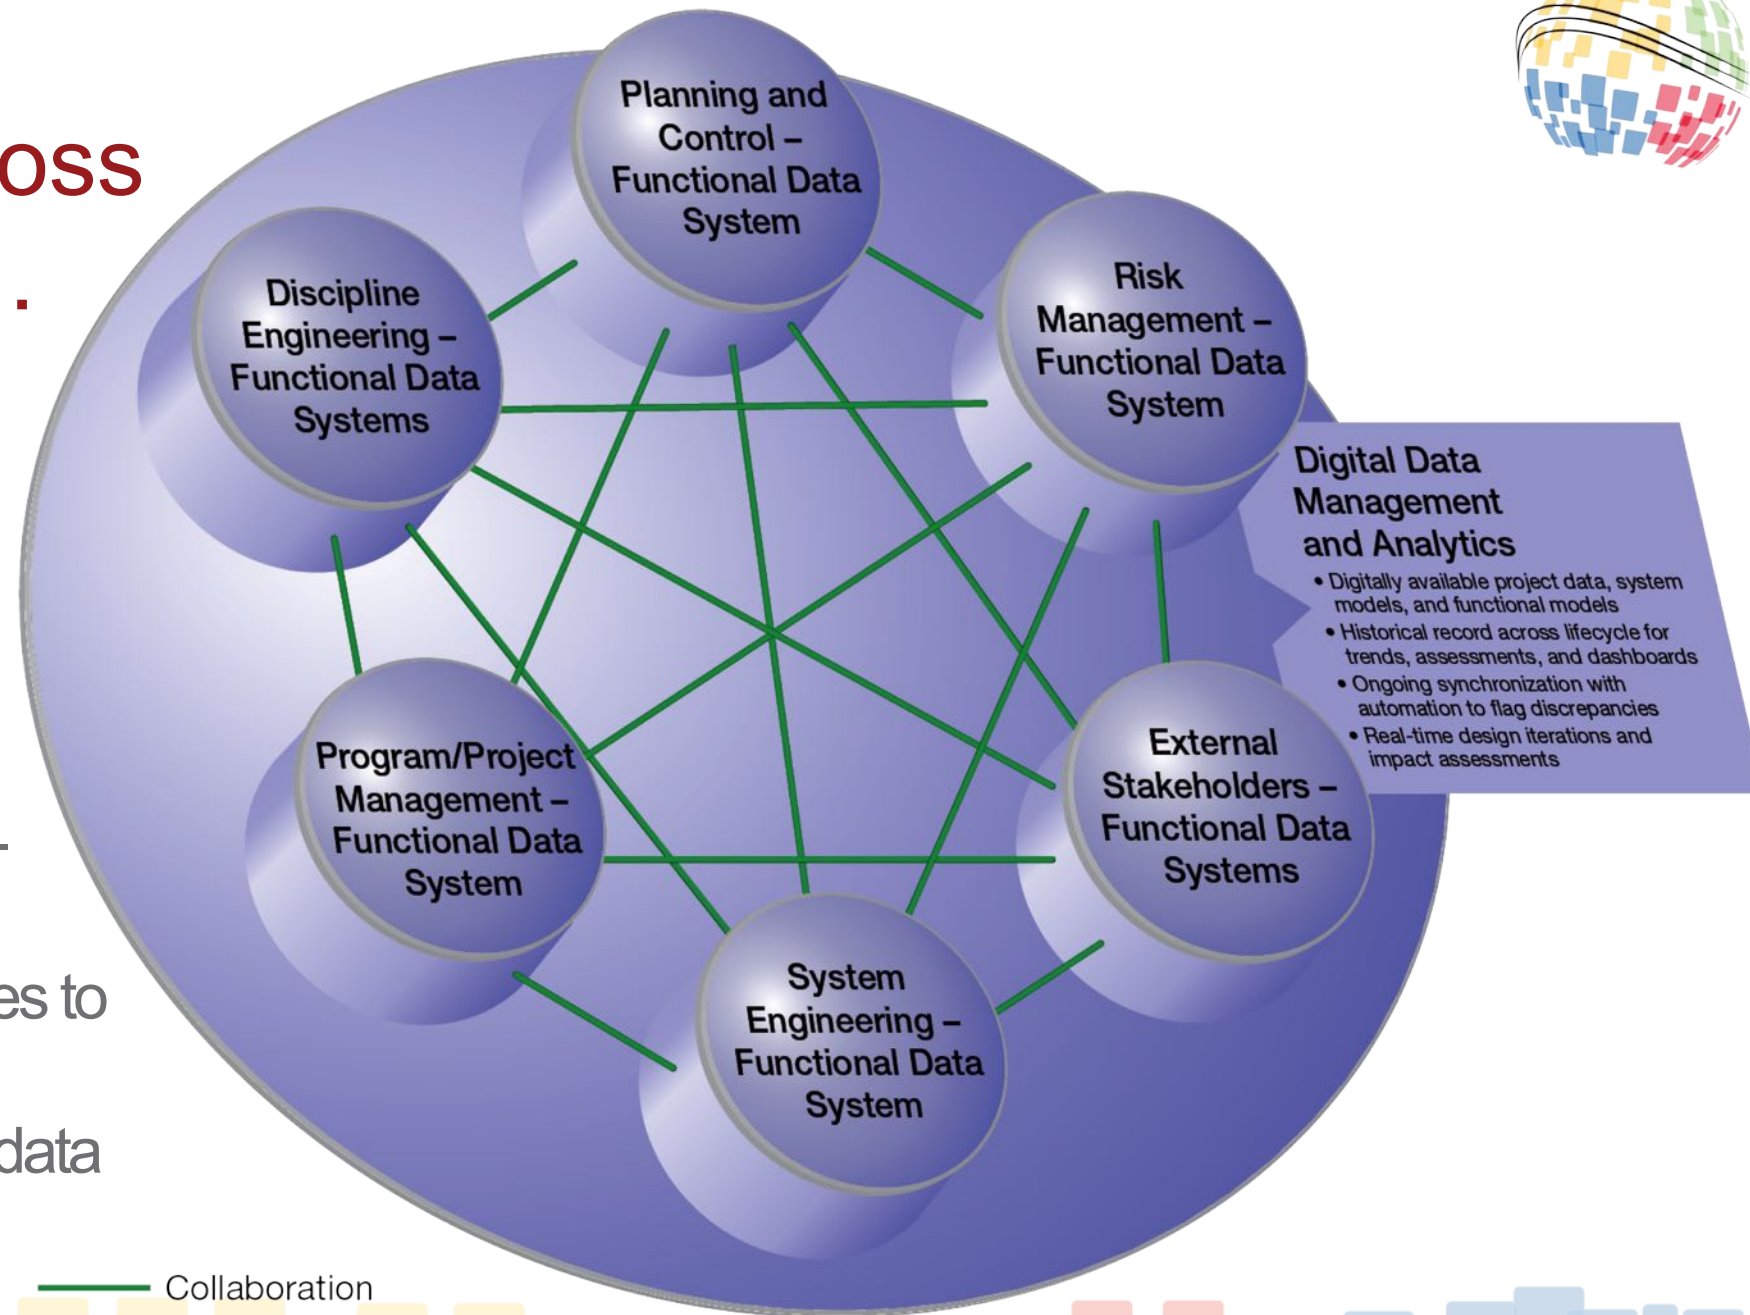 oss
.
Planning and
Control –
Functional Data
System
Discipline
Engineering –
Functional Data
Systems
Risk
Management –
Functional Data
System
Digital Data
Management
and Analytics
• Digitally available project data, system
models, and functional models
• Historical record across lifecycle for
trends, assessments, and dashboards
• Ongoing synchronization with
automation to flag discrepancies
• Real-time design iterations and
impact assessments
Program/Project
Management –
Functional Data
System
External
Stakeholders –
Functional Data
Systems
System
Engineering –
Functional Data
System
-
es to
data
Collaboration